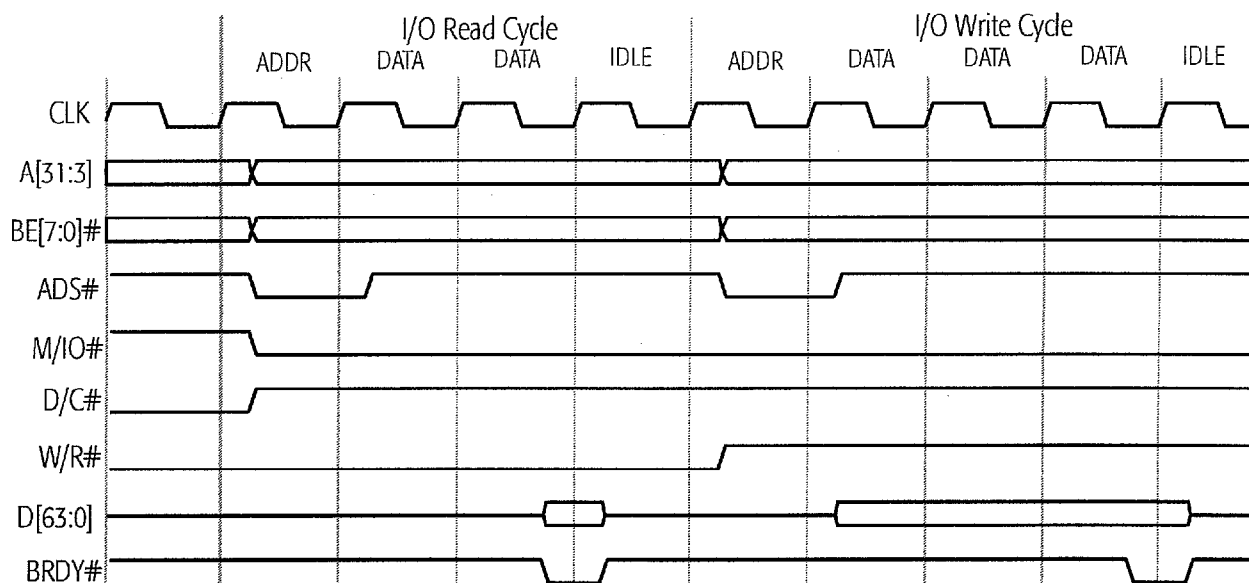 I/O Read Cycle I/O Write Cycle
ADDR DATA DATA IDLE ADDR DATA DATA DATA IDLE
CLK
A[31:3]
BE[7:0]#
ADS#
M/IO#
D/C#
W/R#
D[63:0]
BRDY#